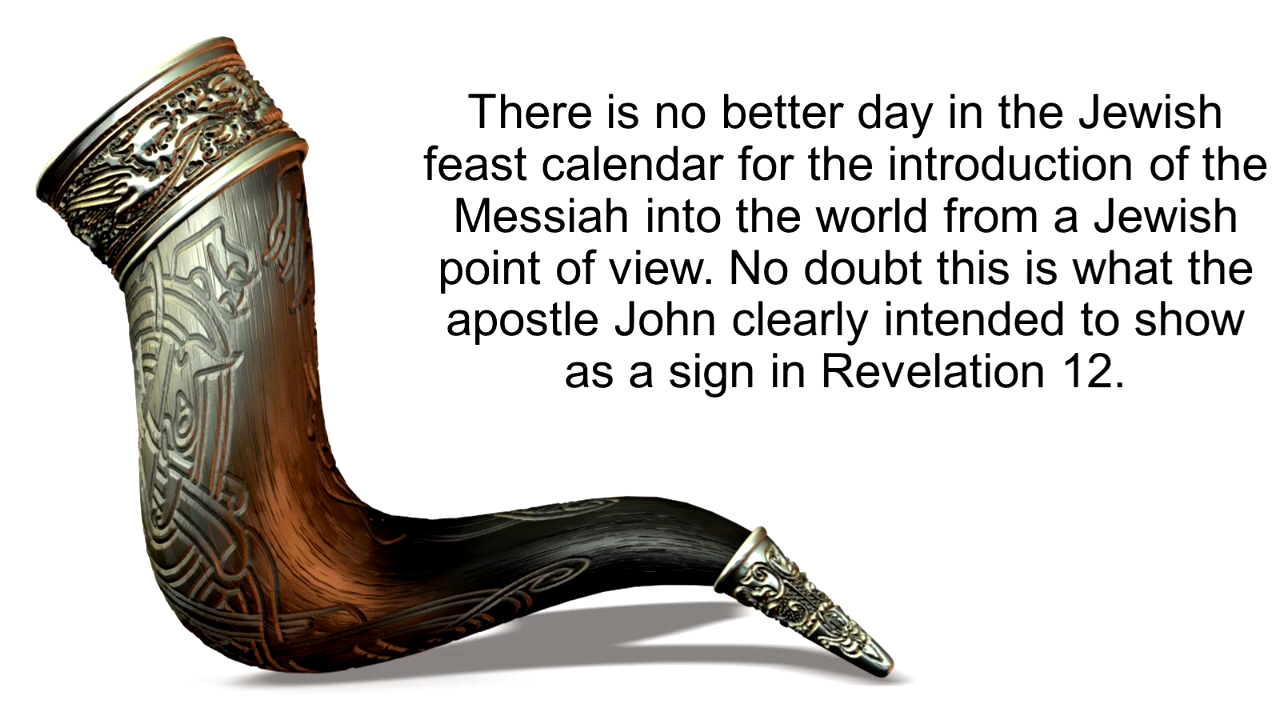 There is no better day in the Jewish
feast calendar for the introduction of the
Messiah into the world from a Jewish
point of view. No doubt this is what the
apostle John clearly intended to show
as a sign in Revelation 12.